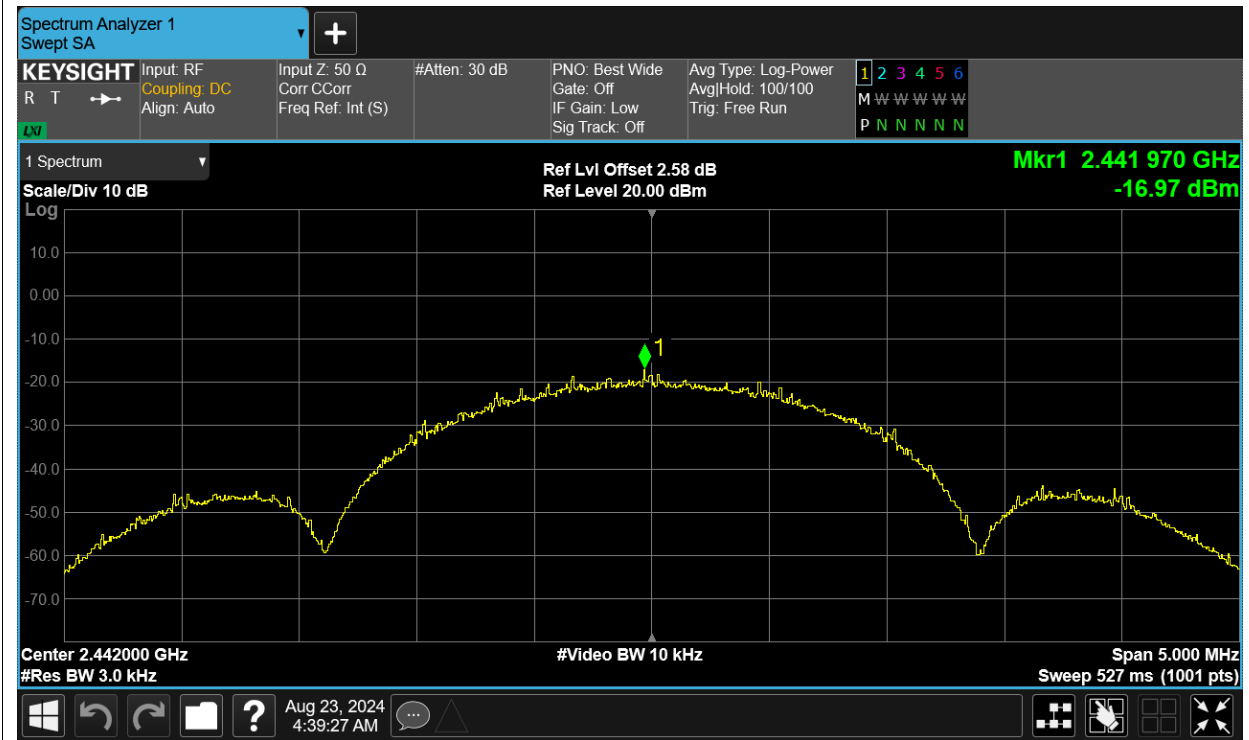 Spectrum Analyzer 1
Swept SA
+
KEYSIGHT
R T
LXI
Input: RF
Coupling: DC
Align: Auto
Input Z: 50 Ω
Corr CCorr
Freq Ref: Int (S)
#Atten: 30 dB
PNO: Best Wide
Gate: Off
IF Gain: Low
Sig Track: Off
Avg Type: Log-Power
Avg|Hold: 100/100
Trig: Free Run
1 2 3 4 5 6
M W W W W W
P N N N N N
1 Spectrum
Scale/Div 10 dB
Ref Lvl Offset 2.58 dB
Ref Level 20.00 dBm
Mkr1 2.441 970 GHz
-16.97 dBm
Log
10.0
0.00
-10.0
1
-20.0
-30.0
-40.0
-50.0
-60.0
-70.0
Center 2.442000 GHz
#Res BW 3.0 kHz
#Video BW 10 kHz
Span 5.000 MHz
Sweep 527 ms (1001 pts)
?
Aug 23, 2024
4:39:27 AM